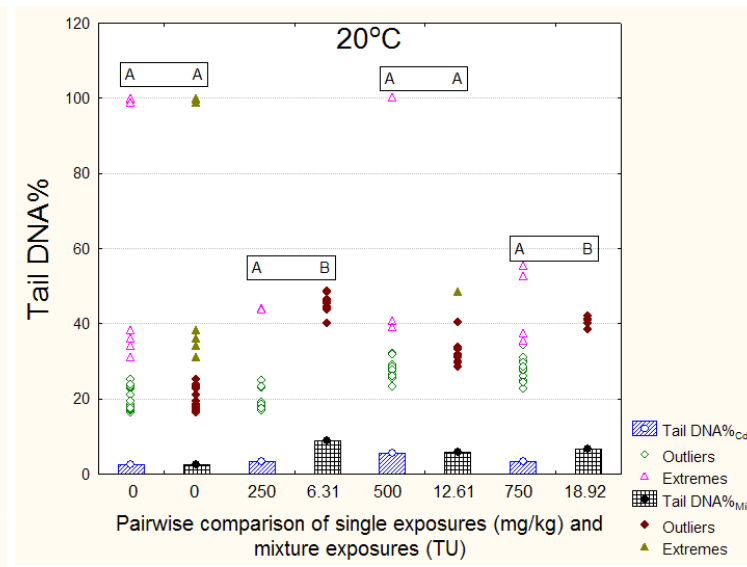 20°C
120
100
80
60
40
20
0
A A
A B
A A
A B
Tail DNA%
0 0 250 6.31 500 12.61 750 18.92
Pairwise comparison of single exposures (mg/kg) and
mixture exposures (TU)
Tail DNA%Cd
Outliers
Extremes
Tail DNA%Mi
Outliers
Extremes